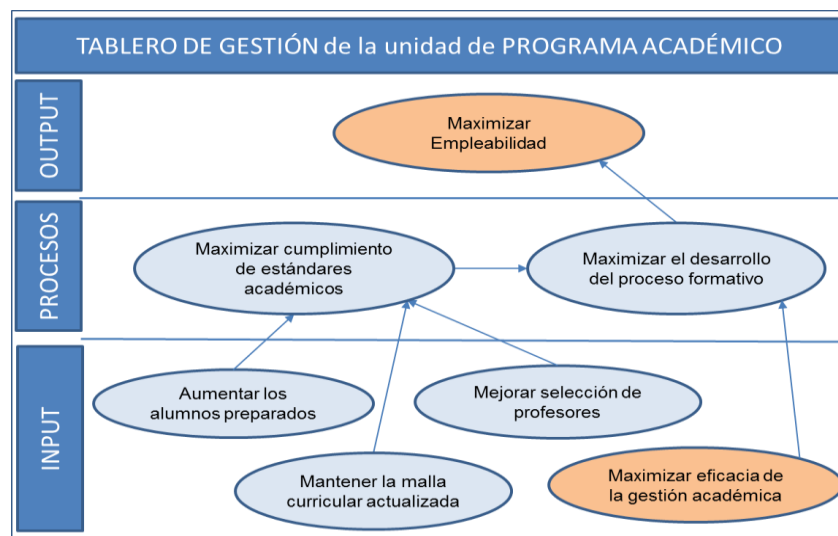 TABLERO DE GESTIÓN de la unidad de PROGRAMA ACADÉMICO
OUTPUT
Maximizar
Empleabilidad
PROCESOS
Maximizar cumplimiento
de estándares
académicos
Maximizar el desarrollo
del proceso formativo
INPUT
Aumentar los
alumnos preparados
Mejorar selección de
profesores
Mantener la malla
curricular actualizada
Maximizar eficacia de
la gestión académica